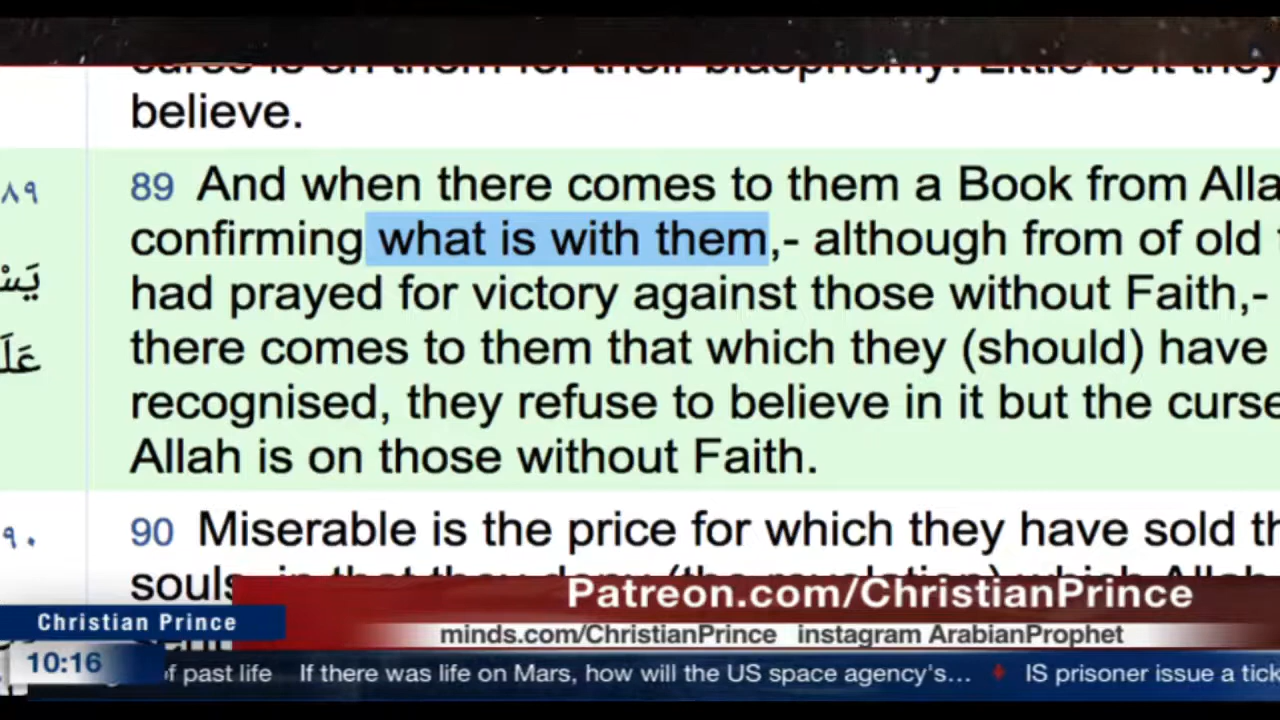 believe.
٨٩
89 And when there comes to them a Book from Alla
confirming what is with them,- although from of old
had prayed for victory against those without Faith,-
there comes to them that which they (should) have
recognised, they refuse to believe in it but the curse
Allah is on those without Faith.
٩٠
90 Miserable is the price for which they have sold th
souls
Patreon.com/ChristianPrince
Christian Prince
minds.com/ChristianPrince instagram ArabianProphet
10:16
of past life If there was life on Mars, how will the US space agency's... IS prisoner issue a tick